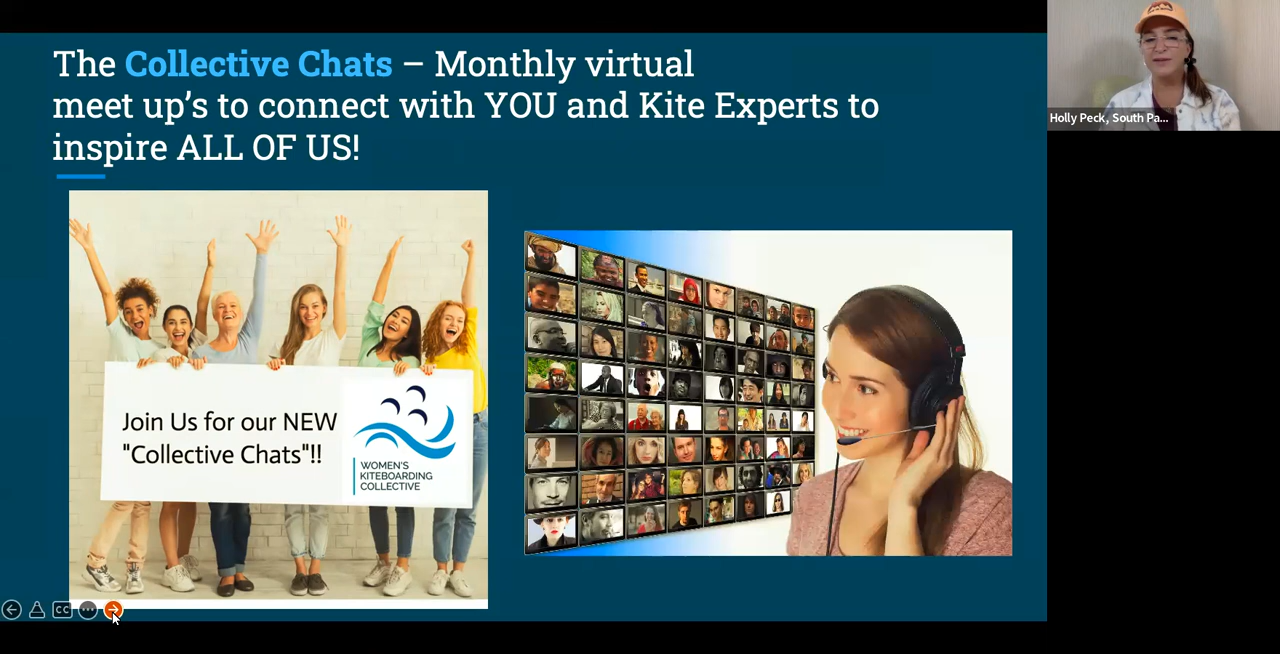 The Collective Chats – Monthly virtual
meet up’s to connect with YOU and Kite Experts to
inspire ALL OF US!
Join Us for our NEW
"Collective Chats"!!
WOMEN'S
KITEBOARDING
COLLECTIVE
CC
Holly Peck, South Pa...